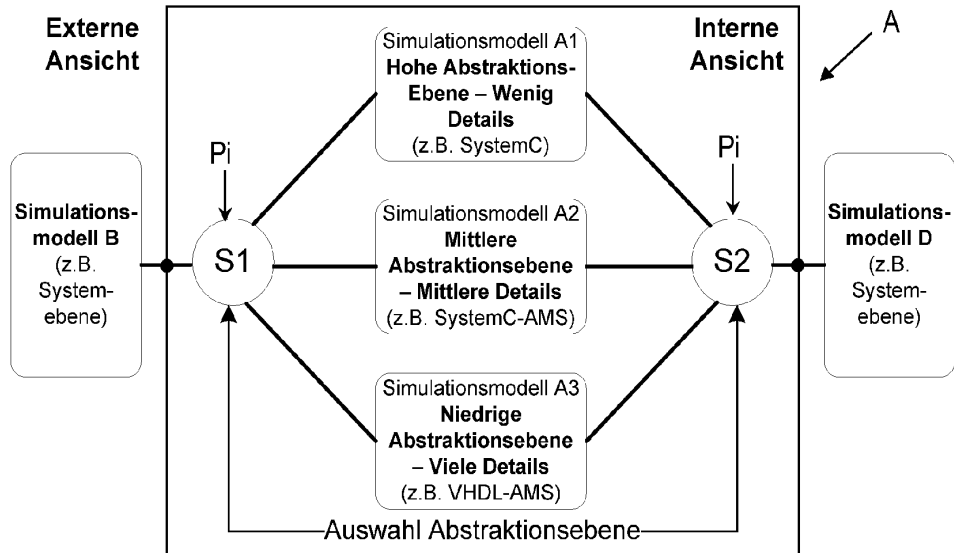 Externe
Ansicht
Interne
Ansicht
A
Simulationsmodell A1
Hohe Abstraktions-
Ebene – Wenig
Details
(z.B. SystemC)
Pi
Pi
Simulations-
modell B
(z.B.
System-
ebene)
S1
Simulationsmodell A2
Mittlere
Abstraktionsebene
– Mittlere Details
(z.B. SystemC-AMS)
S2
Simulations-
modell D
(z.B.
System-
ebene)
Simulationsmodell A3
Niedrige
Abstraktionsebene
– Viele Details
(z.B. VHDL-AMS)
Auswahl Abstraktionsebene